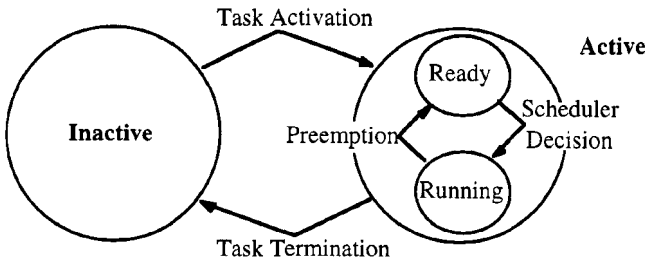 Task Activation
Active
Ready
Scheduler
Decision
Inactive
Preemption
Running
Task Termination